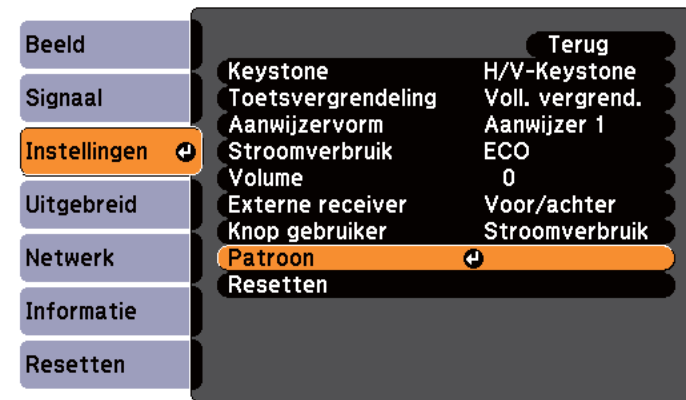 Beeld
Signaal
Instellingen
Uitgebreid
Netwerk
Informatie
Resetten
Terug
Keystone H/V-Keystone
Toetsvergrendeling Voll. vergrend.
Aanwijzervorm Aanwijzer 1
Stroomverbruik ECO
Volume 0
Externe receiver Voor/achter
Knop gebruiker Stroomverbruik
Patroon
Resetten